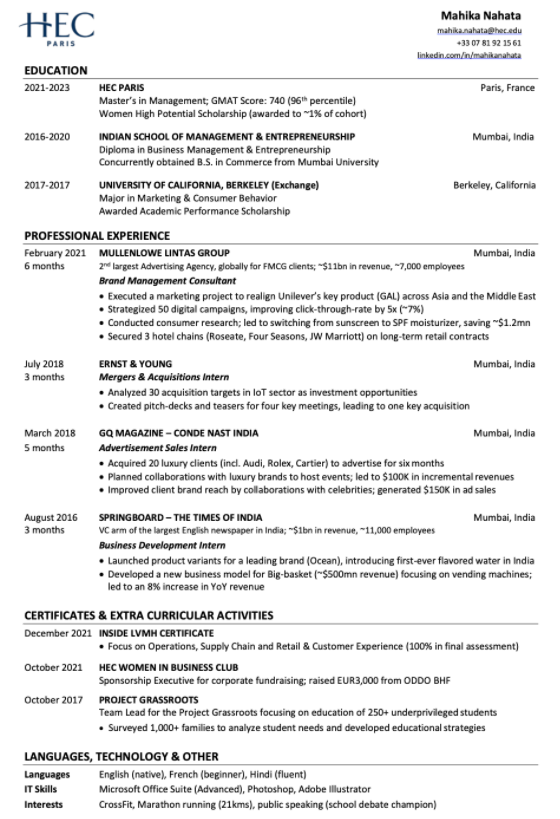 HEC
PARIS
Mahika Nahata
mahika.nahata@hec.edu
+33 07 81 92 15 61
linkedin.com/in/mahikanahata
EDUCATION
2021-2023 HEC PARIS Paris, France
Master's in Management; GMAT Score: 740 (96th percentile)
Women High Potential Scholarship (awarded to ~1% of cohort)
2016-2020 INDIAN SCHOOL OF MANAGEMENT & ENTREPRENEURSHIP Mumbai, India
Diploma in Business Management & Entrepreneurship
Concurrently obtained B.S. in Commerce from Mumbai University
2017-2017 UNIVERSITY OF CALIFORNIA, BERKELEY (Exchange) Berkeley, California
Major in Marketing & Consumer Behavior
Awarded Academic Performance Scholarship
PROFESSIONAL EXPERIENCE
February 2021 MULLENLOWE LINTAS GROUP Mumbai, India
6 months 2nd largest Advertising Agency, globally for FMCG clients; ~$11bn in revenue, ~7,000 employees
Brand Management Consultant
• Executed a marketing project to realign Unilever's key product (GAL) across Asia and the Middle East
• Strategized 50 digital campaigns, improving click-through-rate by 5x (~7%)
• Conducted consumer research; led to switching from sunscreen to SPF moisturizer, saving ~$1.2mn
• Secured 3 hotel chains (Roseate, Four Seasons, JW Marriott) on long-term retail contracts
July 2018 ERNST & YOUNG Mumbai, India
3 months Mergers & Acquisitions Intern
• Analyzed 30 acquisition targets in IoT sector as investment opportunities
• Created pitch-decks and teasers for four key meetings, leading to one key acquisition
March 2018 GQ MAGAZINE – CONDE NAST INDIA Mumbai, India
5 months Advertisement Sales Intern
• Acquired 20 luxury clients (incl. Audi, Rolex, Cartier) to advertise for six months
• Planned collaborations with luxury brands to host events; led to $100K in incremental revenues
• Improved client brand reach by collaborations with celebrities; generated $150K in ad sales
August 2016 SPRINGBOARD – THE TIMES OF INDIA Mumbai, India
3 months VC arm of the largest English newspaper in India; ~$1bn in revenue, ~11,000 employees
Business Development Intern
• Launched product variants for a leading brand (Ocean), introducing first-ever flavored water in India
• Developed a new business model for Big-basket (~$500mn revenue) focusing on vending machines;
led to an 8% increase in YoY revenue
CERTIFICATES & EXTRA CURRICULAR ACTIVITIES
December 2021 INSIDE LVMH CERTIFICATE
• Focus on Operations, Supply Chain and Retail & Customer Experience (100% in final assessment)
October 2021 HEC WOMEN IN BUSINESS CLUB
Sponsorship Executive for corporate fundraising; raised EUR3,000 from ODDO BHF
October 2017 PROJECT GRASSROOTS
Team Lead for the Project Grassroots focusing on education of 250+ underprivileged students
• Surveyed 1,000+ families to analyze student needs and developed educational strategies
LANGUAGES, TECHNOLOGY & OTHER
Languages English (native), French (beginner), Hindi (fluent)
IT Skills Microsoft Office Suite (Advanced), Photoshop, Adobe Illustrator
Interests CrossFit, Marathon running (21kms), public speaking (school debate champion)